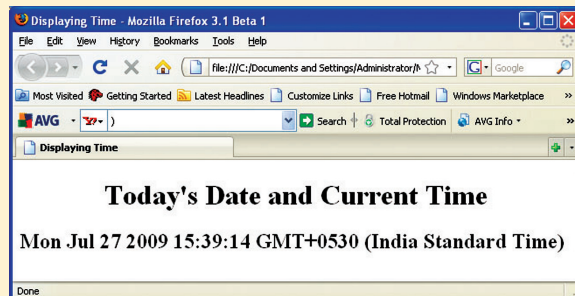 Displaying Time - Mozilla Firefox 3.1 Beta 1
File Edit View History Bookmarks Tools Help
file:///C:/Documents and Settings/Administrator/ G Google
Most Visited Getting Started Latest Headlines Customize Links Free Hotmail Windows Marketplace »
AVG Y! ) Search Total Protection AVG Info »
Displaying Time
Today's Date and Current Time
Mon Jul 27 2009 15:39:14 GMT+0530 (India Standard Time)
Done